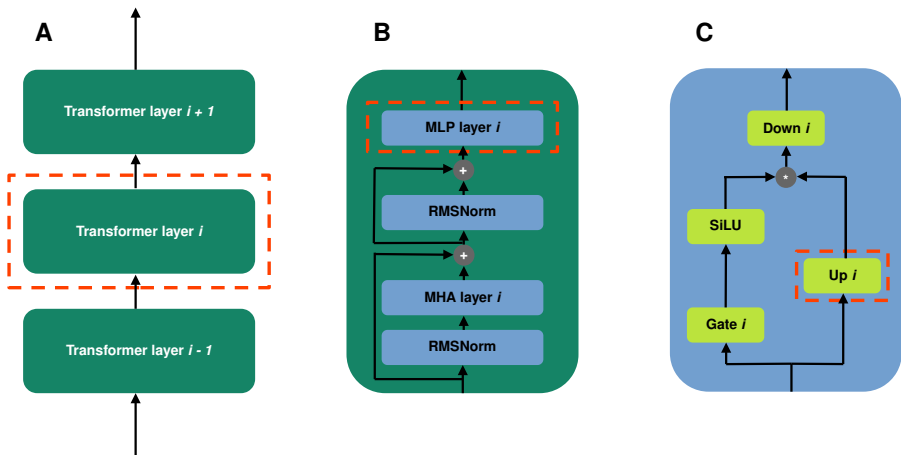 A
Transformer layer i + 1
Transformer layer i
Transformer layer i - 1
B
MLP layer i
+
RMSNorm
+
MHA layer i
RMSNorm
C
Down i
*
SiLU
Up i
Gate i